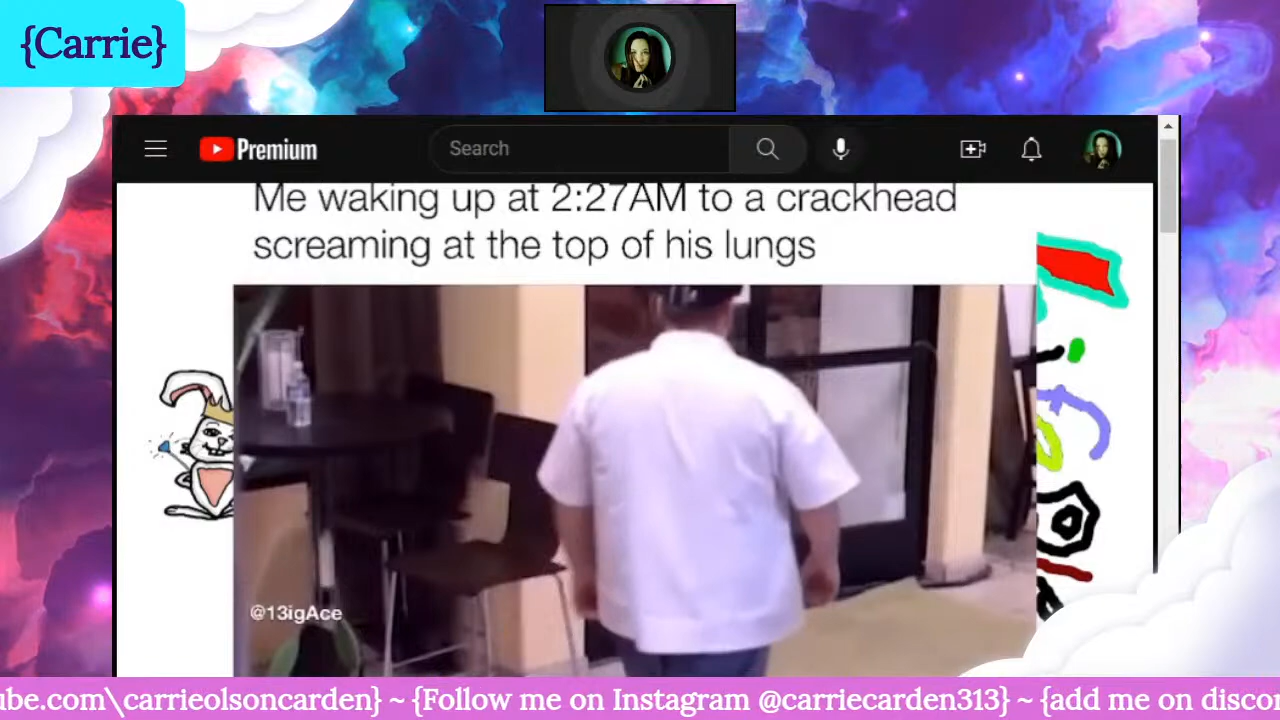 {Carrie}
Premium
Search
Me waking up at 2:27AM to a crackhead
screaming at the top of his lungs
@13igAce
ube.com\carrieolsoncarden} ~ {Follow me on Instagram @carriecarden313} ~ {add me on discor